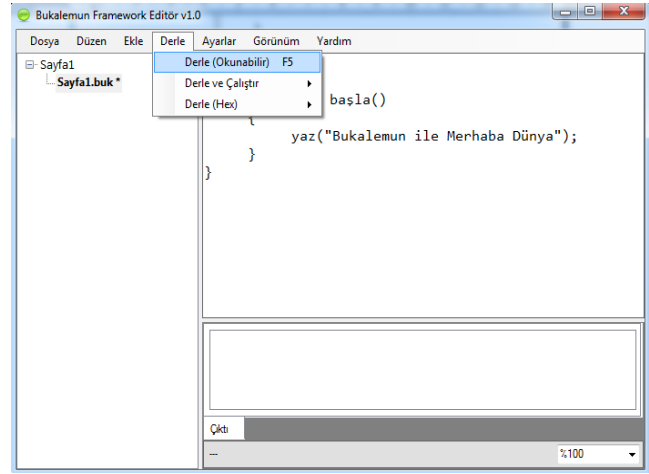 Bukalemun Framework Editör v1.0
Dosya Düzen Ekle Derle Ayarlar Görünüm Yardım
Sayfa1
Sayfa1.buk *
Derle (Okunabilir) F5
Derle ve Çalıştır
Derle (Hex)
başla()
{
yaz("Bukalemun ile Merhaba Dünya");
}
}
Çıktı
---
%100